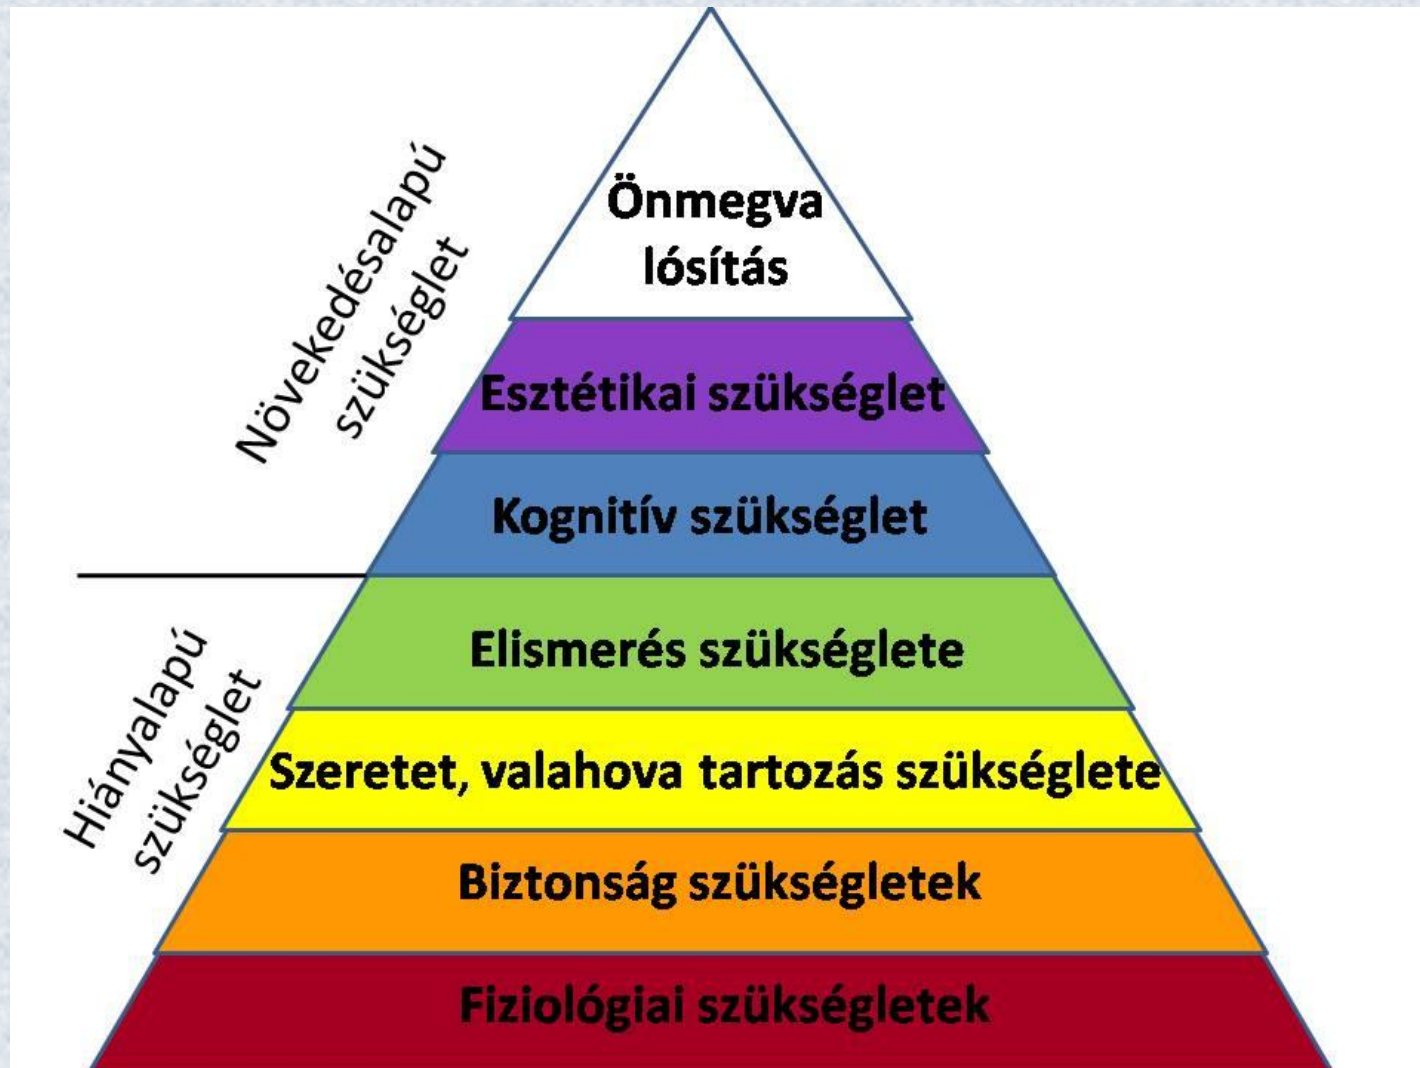 Növekedésalapú
szükséglet
Önmegva
lósítás
Esztétikai szükséglet
Kognitív szükséglet
Hiányalapú
szükséglet
Elismerés szükséglete
Szeretet, valahova tartozás szükséglete
Biztonság szükségletek
Fiziológiai szükségletek